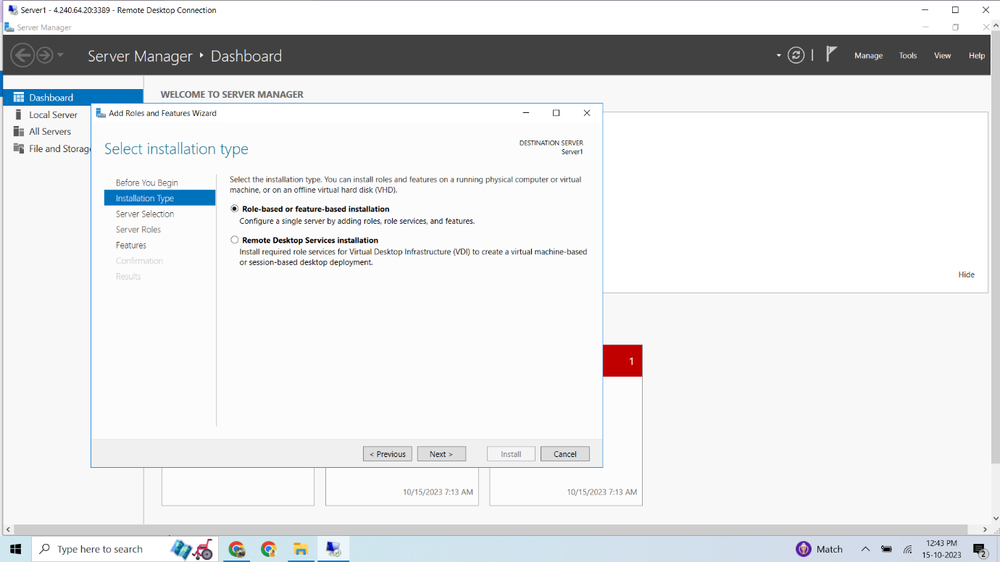 Server1 - 4.240.64.20:3389 - Remote Desktop Connection
Server Manager
Server Manager ‣ Dashboard
Manage Tools View Help
Dashboard
Local Server
All Servers
File and Storag
WELCOME TO SERVER MANAGER
Add Roles and Features Wizard
Select installation type
DESTINATION SERVER
Server1
Before You Begin
Installation Type
Server Selection
Server Roles
Features
Confirmation
Results
Select the installation type. You can install roles and features on a running physical computer or virtual
machine, or on an offline virtual hard disk (VHD).
Role-based or feature-based installation
Configure a single server by adding roles, role services, and features.
Remote Desktop Services installation
Install required role services for Virtual Desktop Infrastructure (VDI) to create a virtual machine-based
or session-based desktop deployment.
< Previous Next > Install Cancel
Hide
1
10/15/2023 7:13 AM 10/15/2023 7:13 AM
Type here to search
Match
12:43 PM
15-10-2023
2